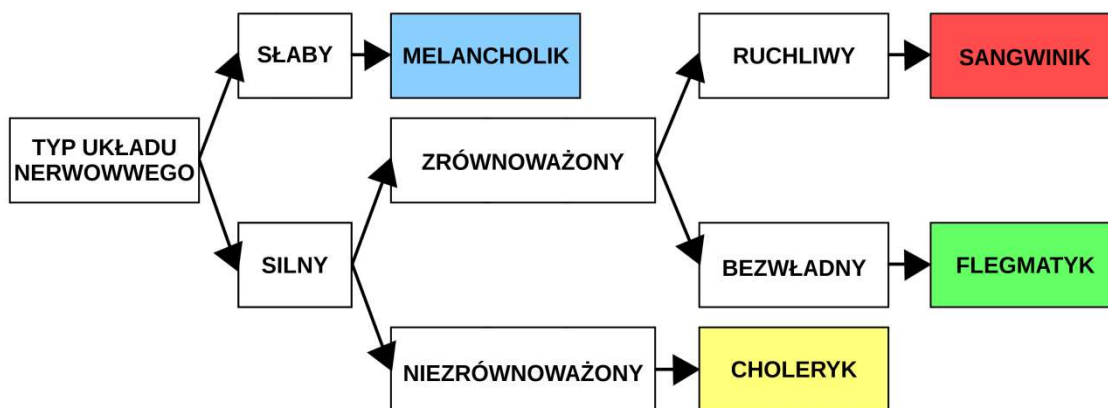 SŁABY
MELANCHOLIK
RUCHLIWY
SANGWINIK
TYP UKŁADU
NERWOWWEGO
ZRÓWNOWAŻONY
SILNY
BEZWŁADNY
FLEGMATYK
NIEZRÓWNOWAŻONY
CHOLERYK